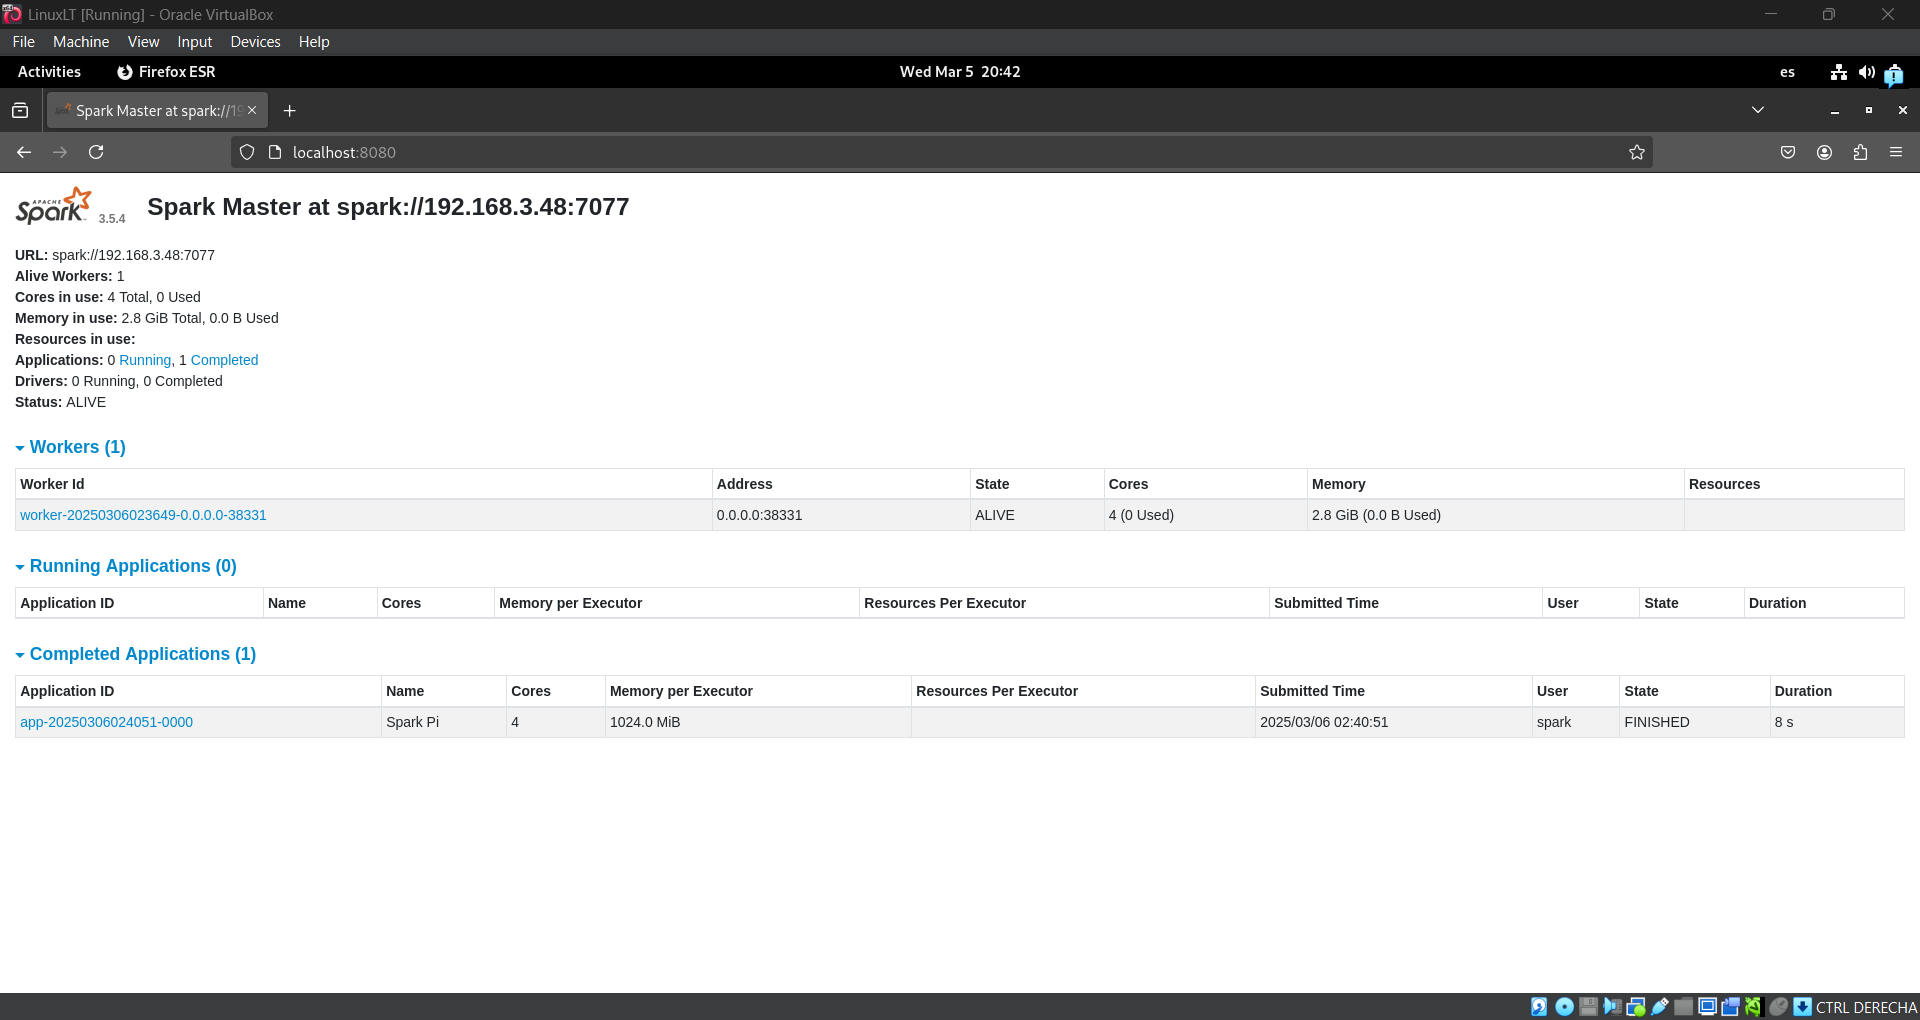 LinuxLT [Running] - Oracle VirtualBox
File Machine View Input Devices Help
Activities Firefox ESR Wed Mar 5 20:42 es
Spark Master at spark://19
localhost:8080
APACHE Spark 3.5.4 Spark Master at spark://192.168.3.48:7077
URL: spark://192.168.3.48:7077
Alive Workers: 1
Cores in use: 4 Total, 0 Used
Memory in use: 2.8 GiB Total, 0.0 B Used
Resources in use:
Applications: 0 Running, 1 Completed
Drivers: 0 Running, 0 Completed
Status: ALIVE
Workers (1)
Worker Id Address State Cores Memory Resources
worker-20250306023649-0.0.0.0-38331 0.0.0.0:38331 ALIVE 4 (0 Used) 2.8 GiB (0.0 B Used)
Running Applications (0)
Application ID Name Cores Memory per Executor Resources Per Executor Submitted Time User State Duration
Completed Applications (1)
Application ID Name Cores Memory per Executor Resources Per Executor Submitted Time User State Duration
app-20250306024051-0000 Spark Pi 4 1024.0 MiB 2025/03/06 02:40:51 spark FINISHED 8 s
CTRL DERECHA